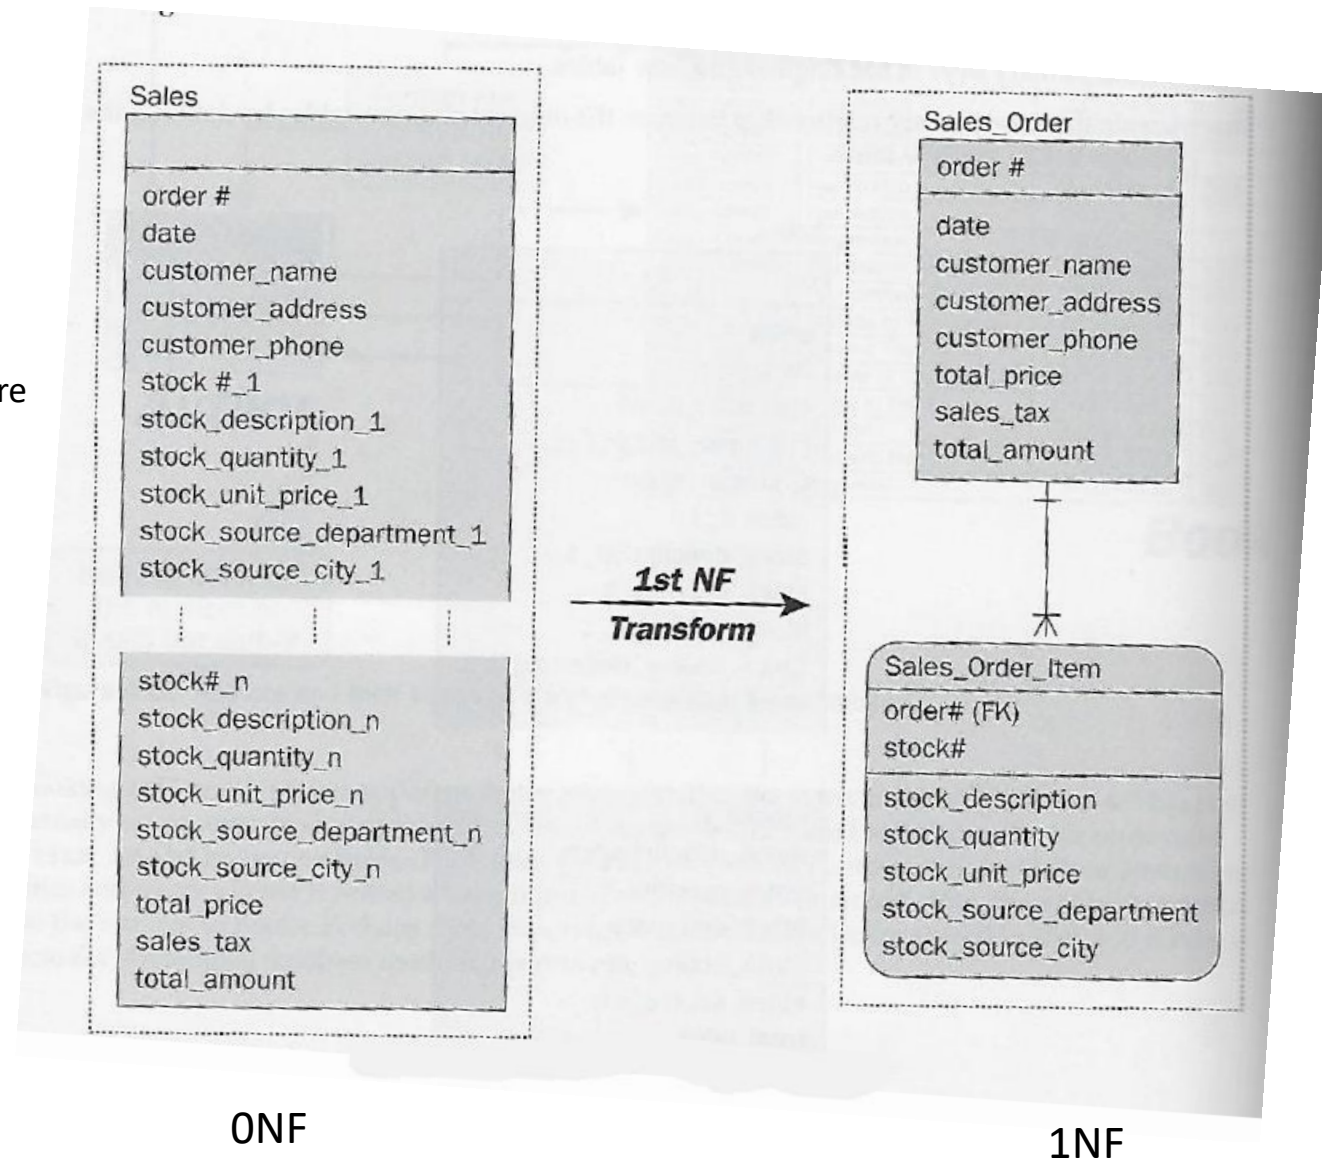 re
Sales
order #
date
customer_name
customer_address
customer_phone
stock #_1
stock_description_1
stock_quantity_1
stock_unit_price_1
stock_source_department_1
stock_source_city_1
stock#_n
stock_description_n
stock_quantity_n
stock_unit_price_n
stock_source_department_n
stock_source_city_n
total_price
sales_tax
total_amount
1st NF
Transform
Sales_Order
order #
date
customer_name
customer_address
customer_phone
total_price
sales_tax
total_amount
Sales_Order_Item
order# (FK)
stock#
stock_description
stock_quantity
stock_unit_price
stock_source_department
stock_source_city
0NF
1NF